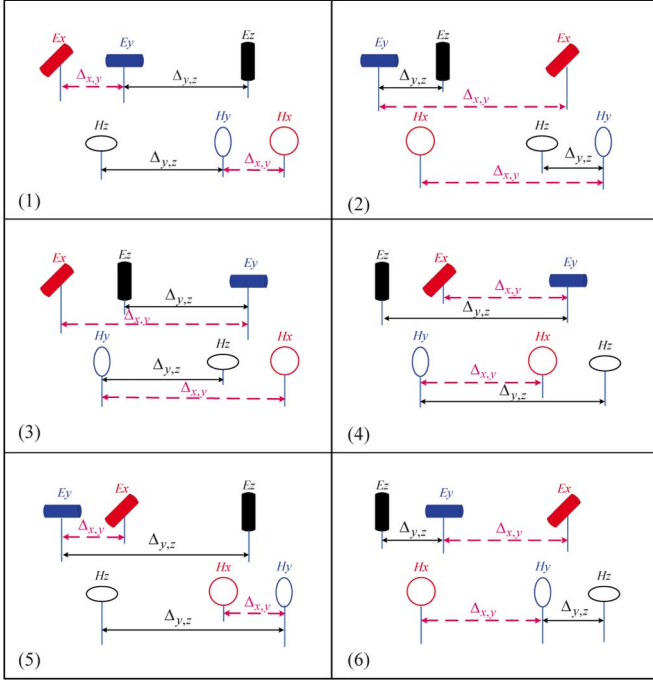 Ex Ey Ez
Δx,y Δy,z
Hz Hy Hx
Δy,z Δx,y
(1)
Ey Ez Ex
Δy,z
Δx,y
Hx Hz Hy
Δy,z
Δx,y
(2)
Ex Ez Ey
Δy,z
Δx,y
Hy Hz Hx
Δy,z
Δx,y
(3)
Ez Ex Ey
Δx,y
Δy,z
Hy Hx Hz
Δx,y
Δy,z
(4)
Ey Ex Ez
Δx,y
Δy,z
Hz Hx Hy
Δx,y
Δy,z
(5)
Ez Ey Ex
Δy,z Δx,y
Hx Hy Hz
Δx,y Δy,z
(6)